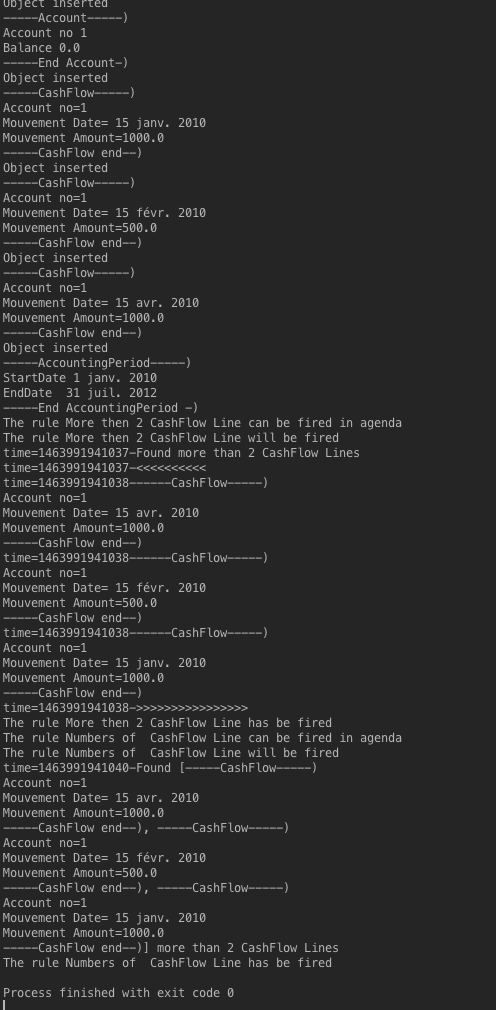 Object inserted
-----Account-----)
Account no 1
Balance 0.0
-----End Account-)
Object inserted
-----CashFlow-----)
Account no=1
Mouvement Date= 15 janv. 2010
Mouvement Amount=1000.0
-----CashFlow end--)
Object inserted
-----CashFlow-----)
Account no=1
Mouvement Date= 15 févr. 2010
Mouvement Amount=500.0
-----CashFlow end--)
Object inserted
-----CashFlow-----)
Account no=1
Mouvement Date= 15 avr. 2010
Mouvement Amount=1000.0
-----CashFlow end--)
Object inserted
-----AccountingPeriod-----)
StartDate 1 janv. 2010
EndDate  31 juil. 2012
-----End AccountingPeriod -)
The rule More then 2 CashFlow Line can be fired in agenda
The rule More then 2 CashFlow Line will be fired
time=1463991941037-Found more than 2 CashFlow Lines
time=1463991941037-<<<<<<<<<<
time=1463991941038------CashFlow-----)
Account no=1
Mouvement Date= 15 avr. 2010
Mouvement Amount=1000.0
-----CashFlow end--)
time=1463991941038------CashFlow-----)
Account no=1
Mouvement Date= 15 févr. 2010
Mouvement Amount=500.0
-----CashFlow end--)
time=1463991941038------CashFlow-----)
Account no=1
Mouvement Date= 15 janv. 2010
Mouvement Amount=1000.0
-----CashFlow end--)
time=1463991941038->>>>>>>>>>>>>>>>
The rule More then 2 CashFlow Line has be fired
The rule Numbers of  CashFlow Line can be fired in agenda
The rule Numbers of  CashFlow Line will be fired
time=1463991941040-Found [-----CashFlow-----)
Account no=1
Mouvement Date= 15 avr. 2010
Mouvement Amount=1000.0
-----CashFlow end--), -----CashFlow-----)
Account no=1
Mouvement Date= 15 févr. 2010
Mouvement Amount=500.0
-----CashFlow end--), -----CashFlow-----)
Account no=1
Mouvement Date= 15 janv. 2010
Mouvement Amount=1000.0
-----CashFlow end--)] more than 2 CashFlow Lines
The rule Numbers of  CashFlow Line has be fired
Process finished with exit code 0